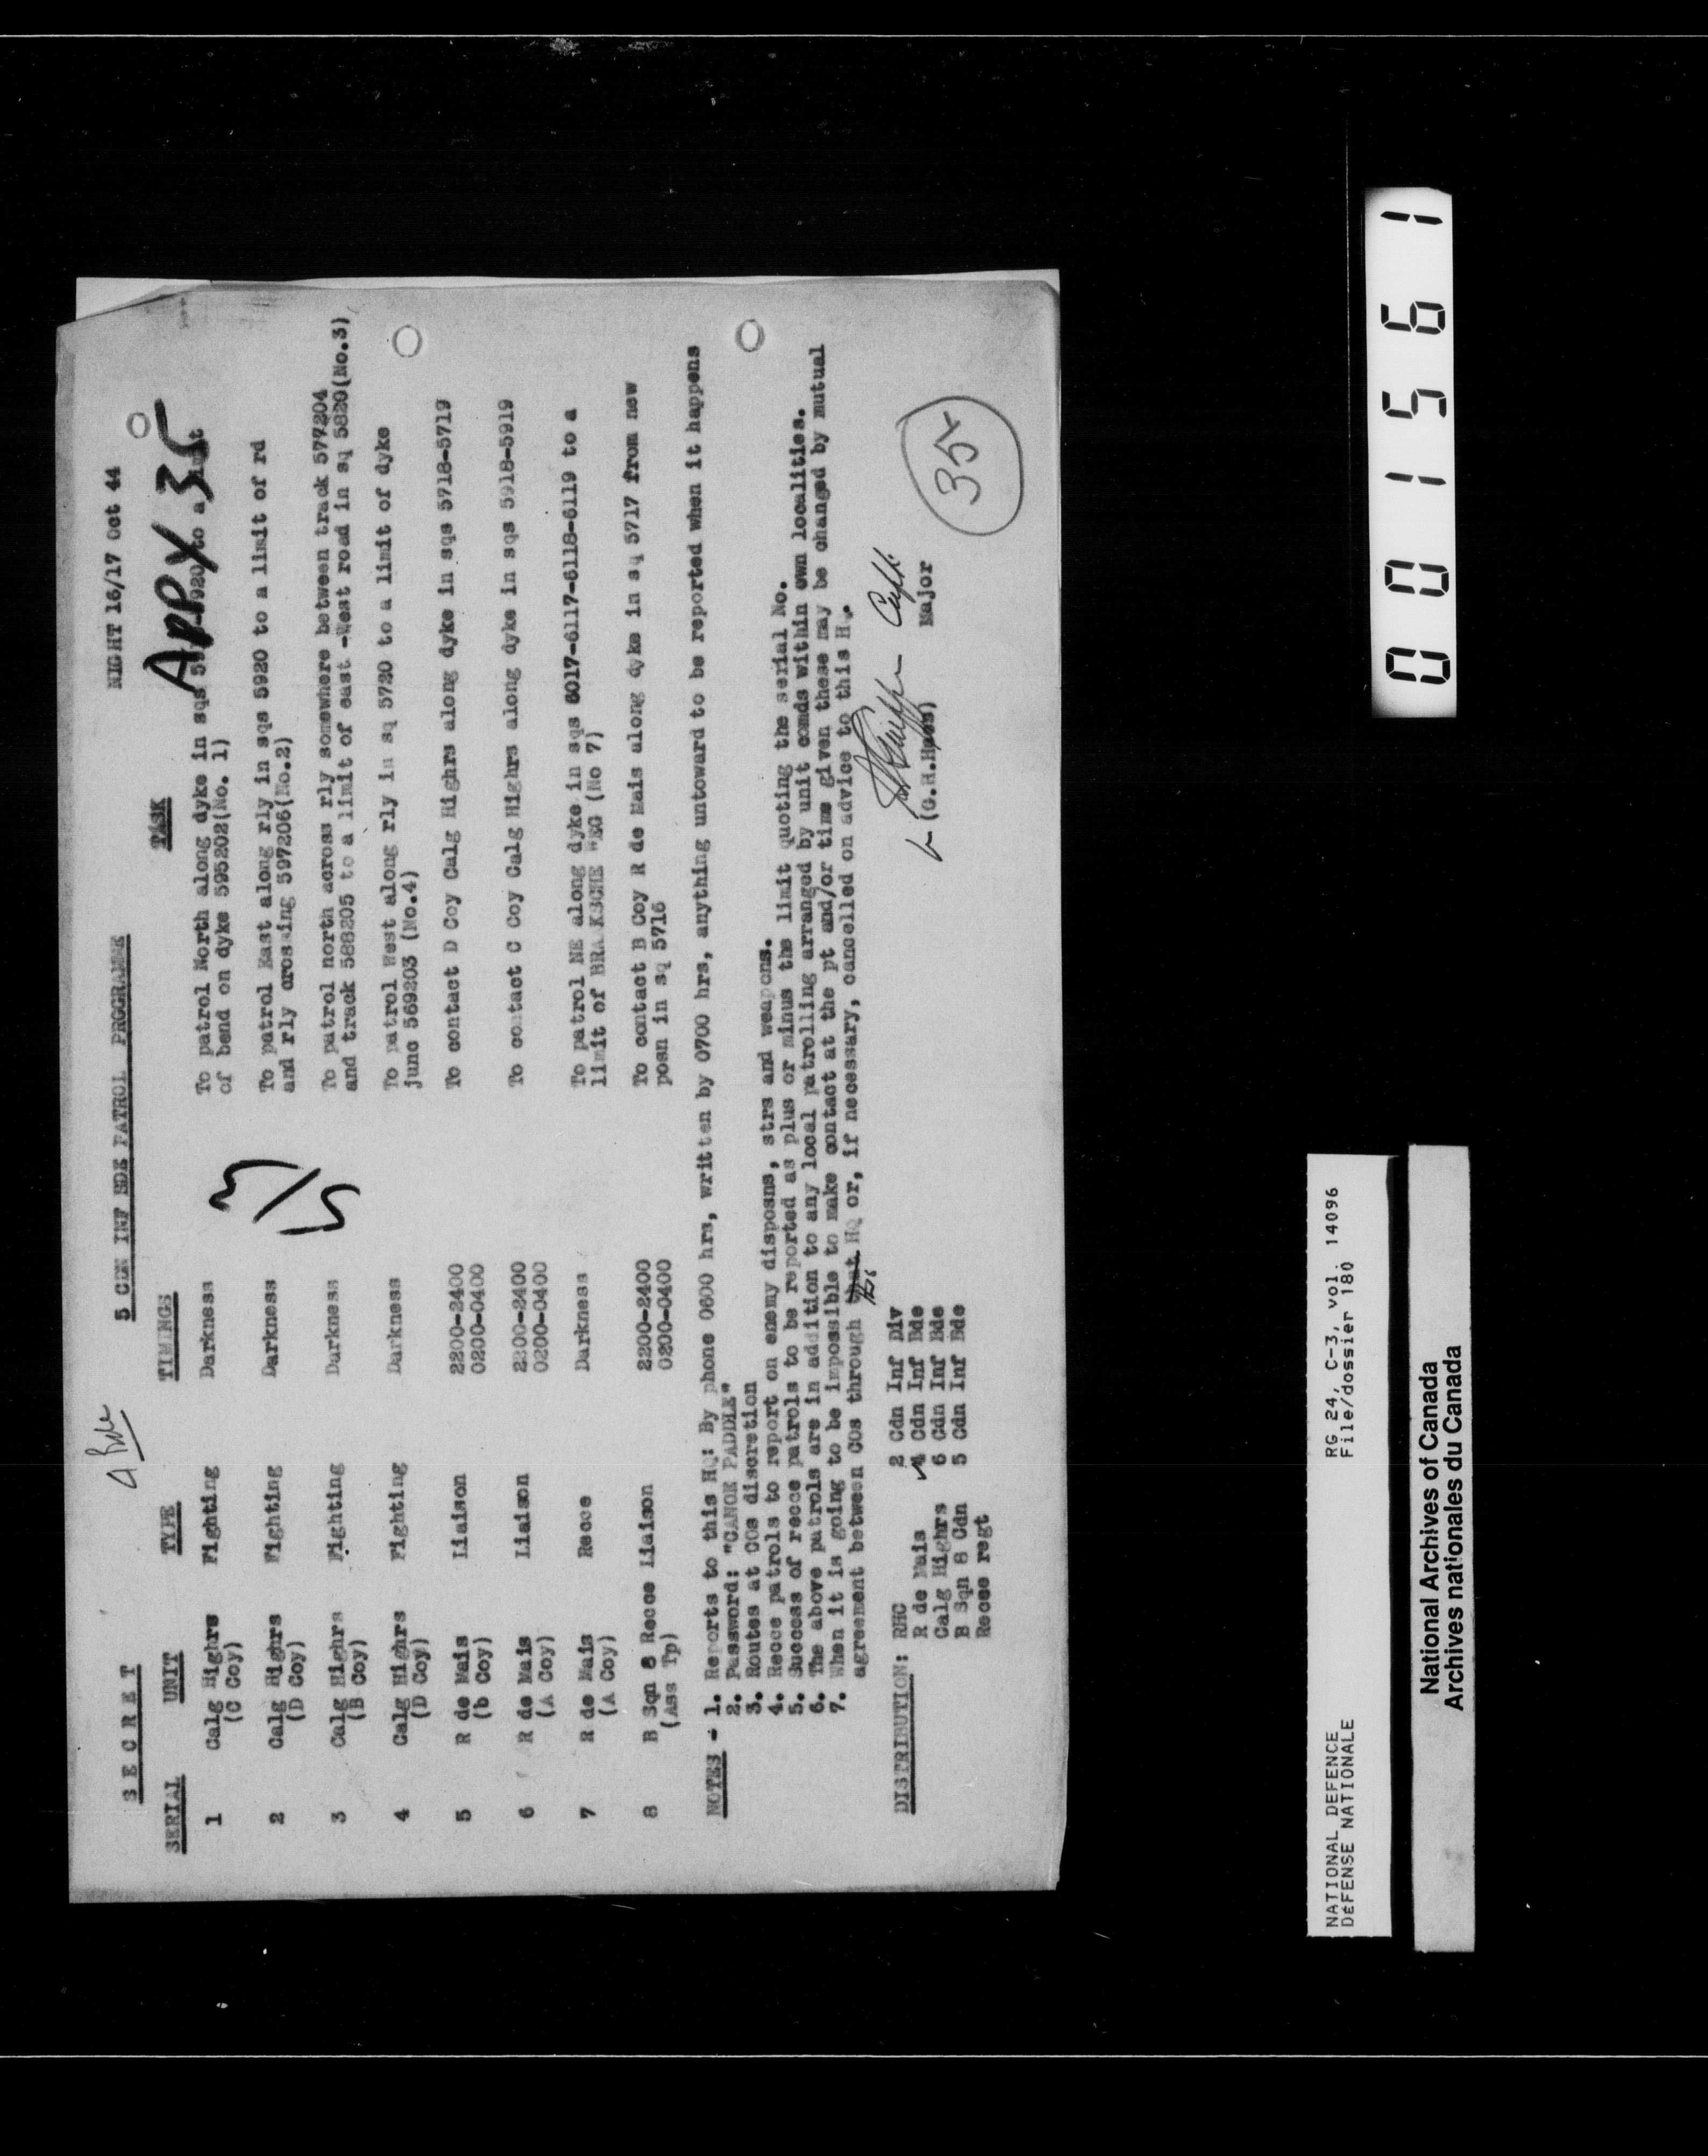 4 Bde
SECRET 5 CDN INF BDE PATROL PROGRAMME NIGHT 16/17 Oct 44
APPX 35
SERIAL UNIT TYPE TIMINGS TASK
1 Calg Highrs Fighting Darkness To patrol North along dyke in sqs to a
(C Coy) of bend on dyke 595202(No. 1)
2 Calg Highrs Fighting Darkness To patrol East along rly in sqs 5920 to a limit of rd
(D Coy) and rly crossing 597206(No.2)
3 Calg Highrs Fighting Darkness To patrol north across rly somewhere between track 577204
(B Coy) and track 588205 to a limit of east -West road in sq 5820(No.3)
4 Calg Highrs Fighting Darkness To patrol West along rly in sq 5720 to a limit of dyke
(D Coy) junc 569203 (No.4)
5 R de Mais Liaison 2200-2400 To contact D Coy Calg Highrs along dyke in sqs 5718-5719
(b Coy) 0200-0400
6 R de Mais Liaison 2200-2400 To contact C Coy Calg Highrs along dyke in sqs 5918-5919
(A Coy) 0200-0400
7 R de Mais Recce Darkness To patrol NE along dyke in sqs 6017-6117-6118-6119 to a
(A Coy) limit of (No 7)
8 B Sqn 8 Recce Liaison 2200-2400 To contact B Coy R de Mais along dyke in sq 5717 from new
(Ass Tp) 0200-0400 posn in sq 5716
NOTES - 1. Reports to this HQ: By phone 0600 hrs, written by 0700 hrs, anything untoward to be reported when it happens
2. Password: "CANOE PADDLE"
3. Routes at COs discretion
4. Recce patrols to report on enemy disposns, strs and weapons.
5. Success of recce patrols to be reported as plus or minus the limit quoting the serial No.
6. The above patrols are in addition to any local patrolling arranged by unit comds within own localities.
7. When it is going to be impossible to make contact at the pt and/or time given these may be changed by mutual
agreement between COs through HQ or, if necessary, cancelled on advice to this HQ.
(G.H.) Major
35
DISTRIBUTION: RHC 2 Cdn Inf Div
R de Mais 4 Cdn Inf Bde
Calg Highrs 6 Cdn Inf Bde
B Sqn 8 Cdn 5 Cdn Inf Bde
Recce regt
NATIONAL DEFENCE RG 24, C-3, vol. 14096
DÉFENSE NATIONALE File/dossier 180
National Archives of Canada
Archives nationales du Canada
001561